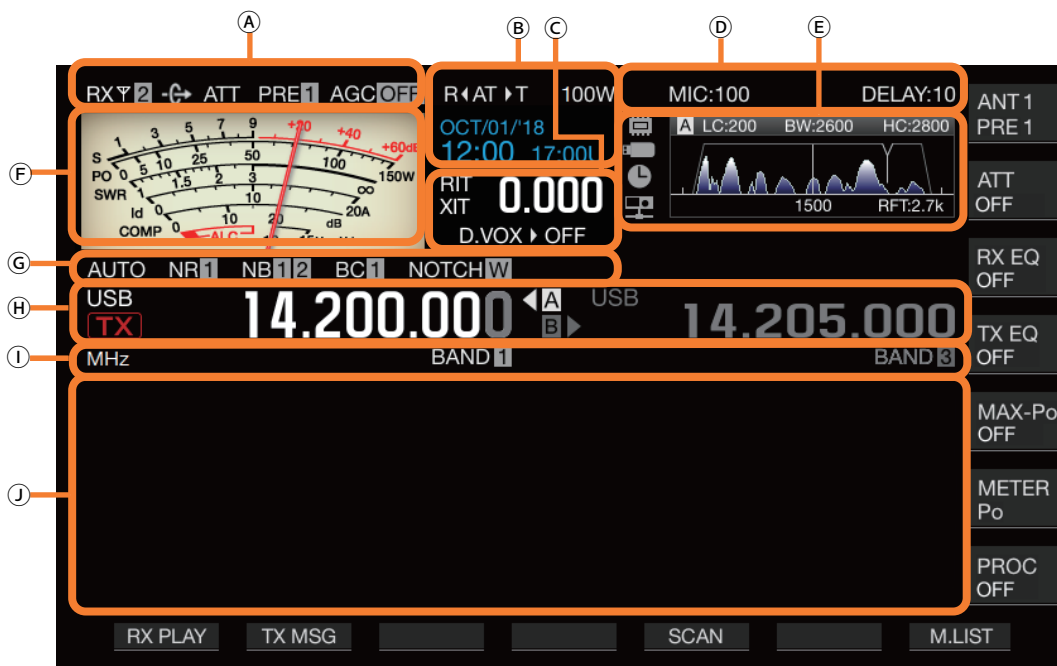 Ⓐ Ⓑ Ⓒ Ⓓ Ⓔ
RX 2 ATT PRE 1 AGC OFF
R◂AT▸T 100W
MIC:100 DELAY:10
OCT/01/'18
12:00 17:00L
A LC:200 BW:2600 HC:2800
1500 RFT:2.7k
Ⓕ
S 1 3 5 7 9 +20 +40 +60dB
PO 0 5 10 25 50 100 150W
SWR 1 1.5 2 3 ∞
Id 0 10 20A
COMP 0 10 20 dB
ALC
RIT
XIT 0.000
D.VOX ▸ OFF
Ⓖ
AUTO NR 1 NB 1 2 BC 1 NOTCH W
Ⓗ
USB 14.200.000 ◀ A USB
TX B ▶ 14.205.000
Ⓘ
MHz BAND 1 BAND 3
Ⓙ
ANT 1
PRE 1
ATT
OFF
RX EQ
OFF
TX EQ
OFF
MAX-Po
OFF
METER
Po
PROC
OFF
RX PLAY TX MSG SCAN M.LIST